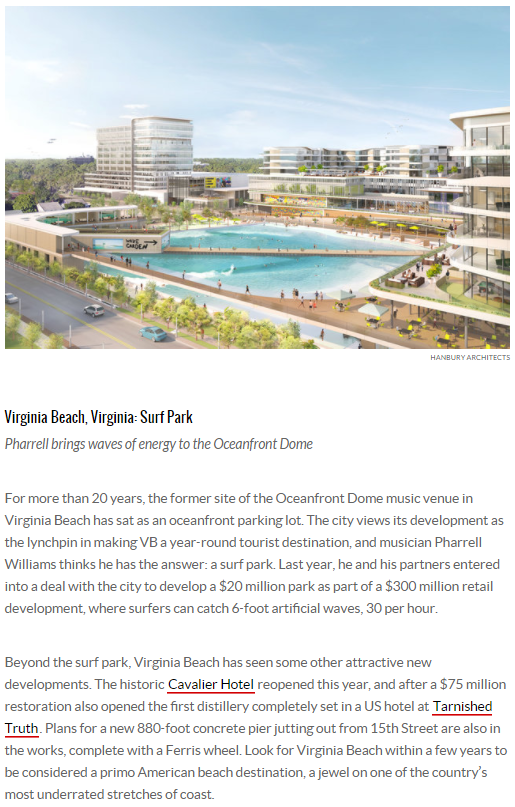 WAVE
GARDEN
HANBURY ARCHITECTS
Virginia Beach, Virginia: Surf Park
Pharrell brings waves of energy to the Oceanfront Dome
For more than 20 years, the former site of the Oceanfront Dome music venue in
Virginia Beach has sat as an oceanfront parking lot. The city views its development as
the lynchpin in making VB a year-round tourist destination, and musician Pharrell
Williams thinks he has the answer: a surf park. Last year, he and his partners entered
into a deal with the city to develop a $20 million park as part of a $300 million retail
development, where surfers can catch 6-foot artificial waves, 30 per hour.
Beyond the surf park, Virginia Beach has seen some other attractive new
developments. The historic Cavalier Hotel reopened this year, and after a $75 million
restoration also opened the first distillery completely set in a US hotel at Tarnished
Truth. Plans for a new 880-foot concrete pier jutting out from 15th Street are also in
the works, complete with a Ferris wheel. Look for Virginia Beach within a few years to
be considered a primo American beach destination, a jewel on one of the country's
most underrated stretches of coast.